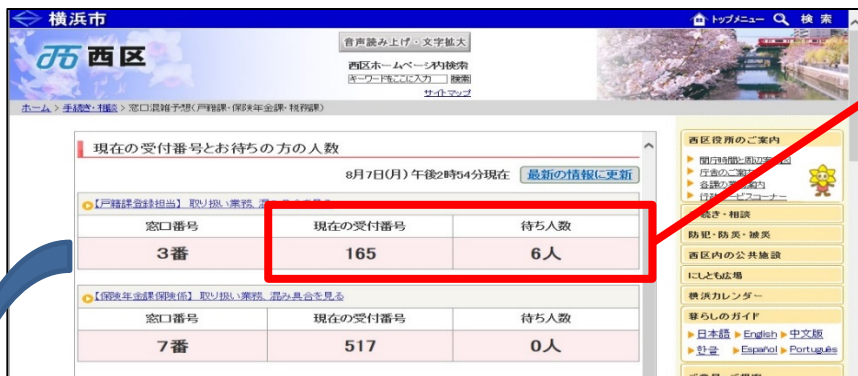 横浜市
トップメニュー 検索
西区
音声読み上げ・文字拡大
西区ホームページ内検索
キーワードをここに入力 検索
サイトマップ
ホーム > 手続き・相談 > 窓口混雑予想(戸籍課・保険年金課・税務課)
現在の受付番号とお待ちの方の人数
8月7日(月)午後2時54分現在 最新の情報に更新
【戸籍課登録担当】 取り扱い業務、混み具合を見る
窓口番号 現在の受付番号 待ち人数
3番 165 6人
【保険年金課保険係】 取り扱い業務、混み具合を見る
窓口番号 現在の受付番号 待ち人数
7番 517 0人
西区役所のご案内
開庁時間と周辺案内
庁舎のご案内
各課の業務案内
行政サービスコーナー
手続き・相談
防犯・防災・被災
西区内の公共施設
にしとも広場
横浜カレンダー
暮らしのガイド
日本語 English 中文版
한글 Español Português